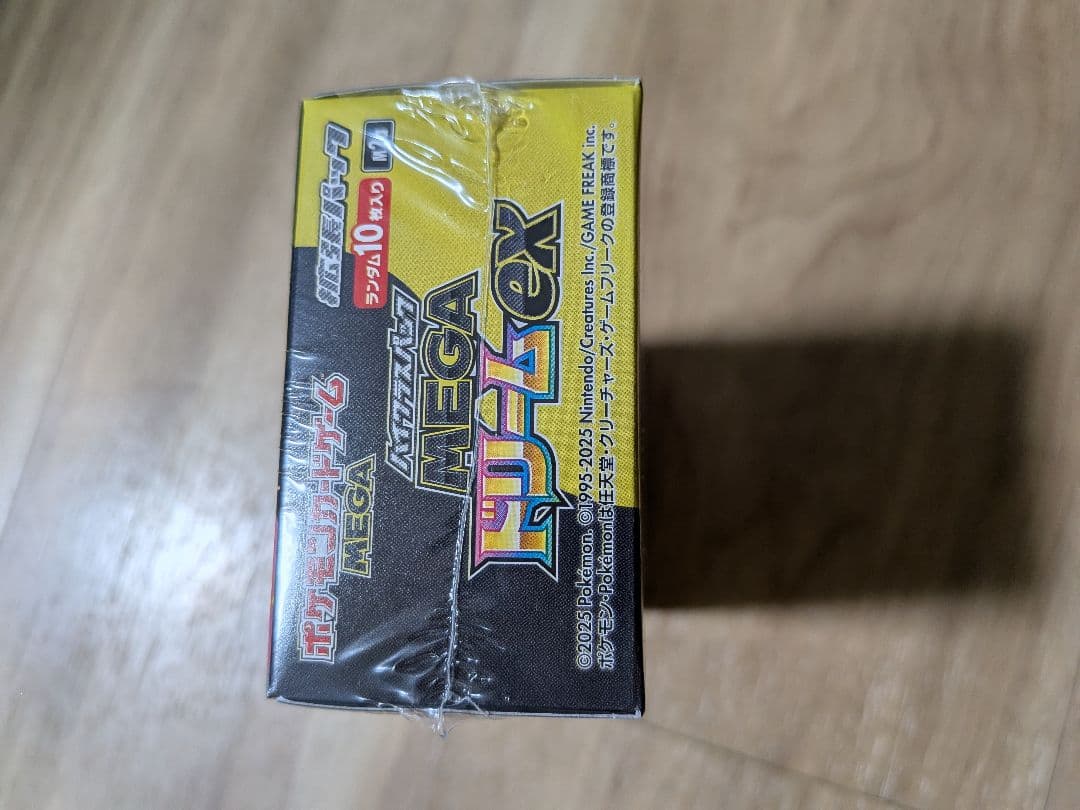 ポケモンカードゲーム
MEGA
拡張パック
ランダム10枚入り
ハイクラスパック
MEGA
ドリームex
©2025 Pokémon. ©1995-2025 Nintendo/Creatures Inc./GAME FREAK inc.
ポケモン・Pokémonは任天堂・クリーチャーズ・ゲームフリークの登録商標です。